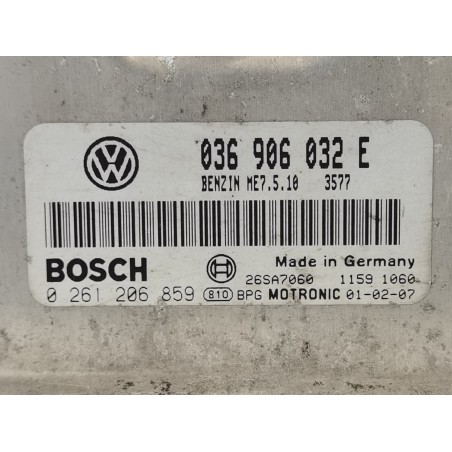 036 906 032 E
BENZIN ME7.5.10 3577
BOSCH
Made in Germany
26SA7060 1159 1060
0 261 206 859 810 BPG MOTRONIC 01-02-07